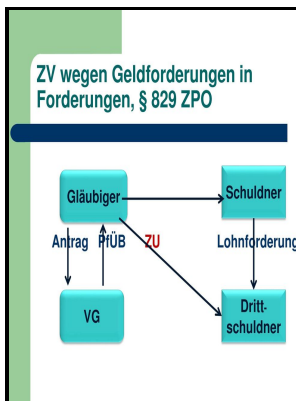 ZV wegen Geldforderungen in
Forderungen, § 829 ZPO
Gläubiger
Schuldner
Antrag PfÜB ZU Lohnforderung
VG
Dritt-
schuldner